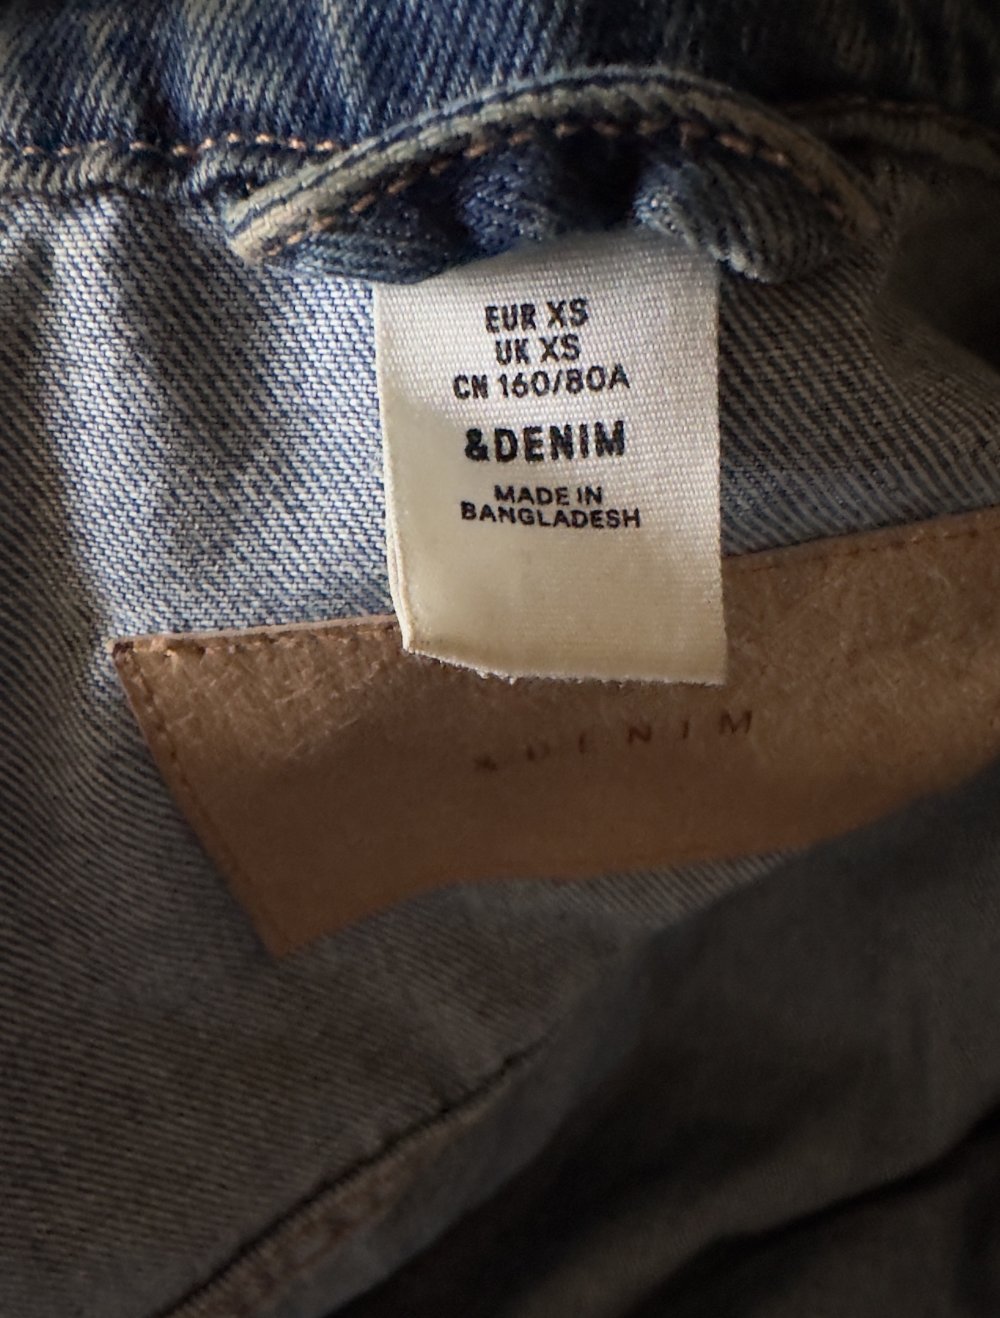 EUR XS
UK XS
CN 160/80A
&DENIM
MADE IN
BANGLADESH
& DENIM